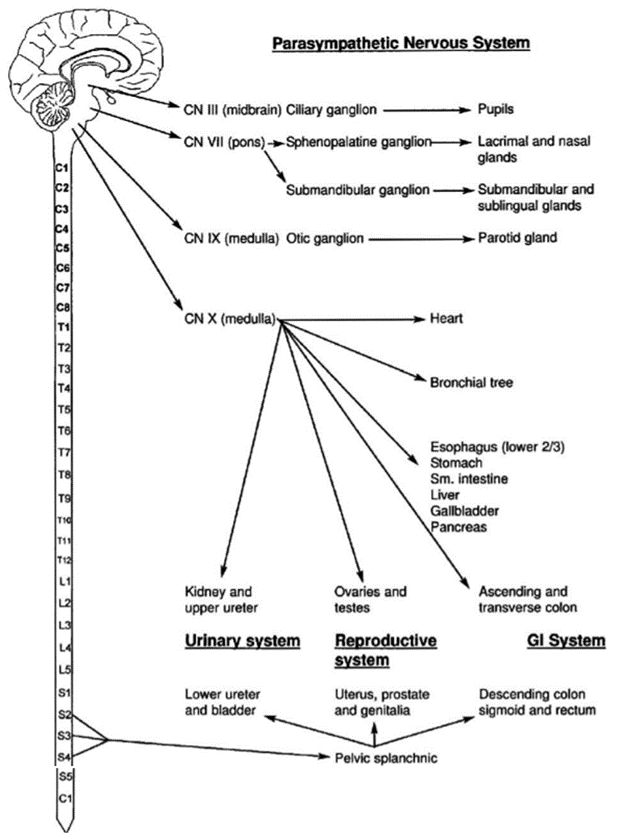 Parasympathetic Nervous System
CN III (midbrain) Ciliary ganglion
Pupils
CN VII (pons)
Sphenopalatine ganglion
Lacrimal and nasal
glands
Submandibular ganglion
Submandibular and
sublingual glands
CN IX (medulla) Otic ganglion
Parotid gland
CN X (medulla)
Heart
Bronchial tree
Esophagus (lower 2/3)
Stomach
Sm. intestine
Liver
Gallbladder
Pancreas
Kidney and
upper ureter
Ovaries and
testes
Ascending and
transverse colon
Urinary system
Reproductive
system
GI System
Lower ureter
and bladder
Uterus, prostate
and genitalia
Descending colon
sigmoid and rectum
Pelvic splanchnic
C1
C2
C3
C4
C5
C6
C7
C8
T1
T2
T3
T4
T5
T6
T7
T8
T9
T10
T11
T12
L1
L2
L3
L4
L5
S1
S2
S3
S4
S5
C1